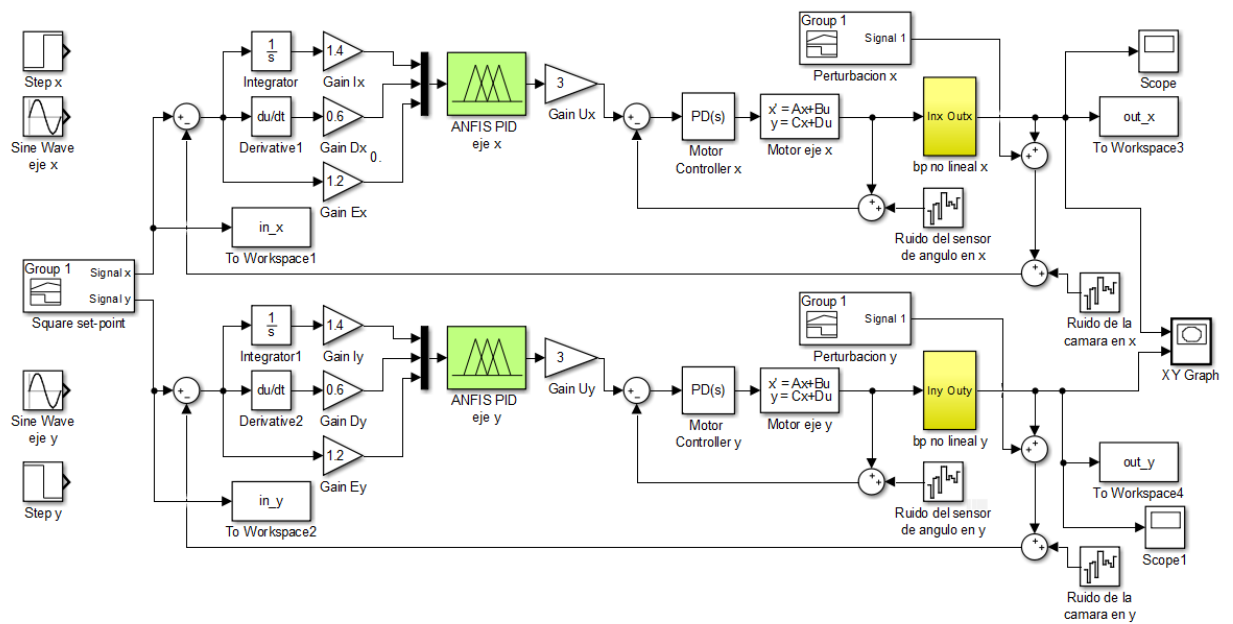 Step x
Sine Wave
eje x
1
s
Integrator
1.4
Gain Ix
du/dt
Derivative1
0.6
Gain Dx
0.
1.2
Gain Ex
ANFIS PID
eje x
3
Gain Ux
PD(s)
Motor
Controller x
x' = Ax+Bu
y = Cx+Du
Motor eje x
Group 1
Signal 1
Perturbacion x
Inx Outx
bp no lineal x
Scope
out_x
To Workspace3
Ruido del sensor
de angulo en x
in_x
To Workspace1
Group 1
Signal x
Signal y
Square set-point
Ruido de la
camara en x
XY Graph
1
s
Integrator1
1.4
Gain Iy
du/dt
Derivative2
0.6
Gain Dy
1.2
Gain Ey
ANFIS PID
eje y
3
Gain Uy
PD(s)
Motor
Controller y
x' = Ax+Bu
y = Cx+Du
Motor eje y
Group 1
Signal 1
Perturbacion y
Iny Outy
bp no lineal y
Sine Wave
eje y
Step y
in_y
To Workspace2
Ruido del sensor
de angulo en y
out_y
To Workspace4
Scope1
Ruido de la
camara en y